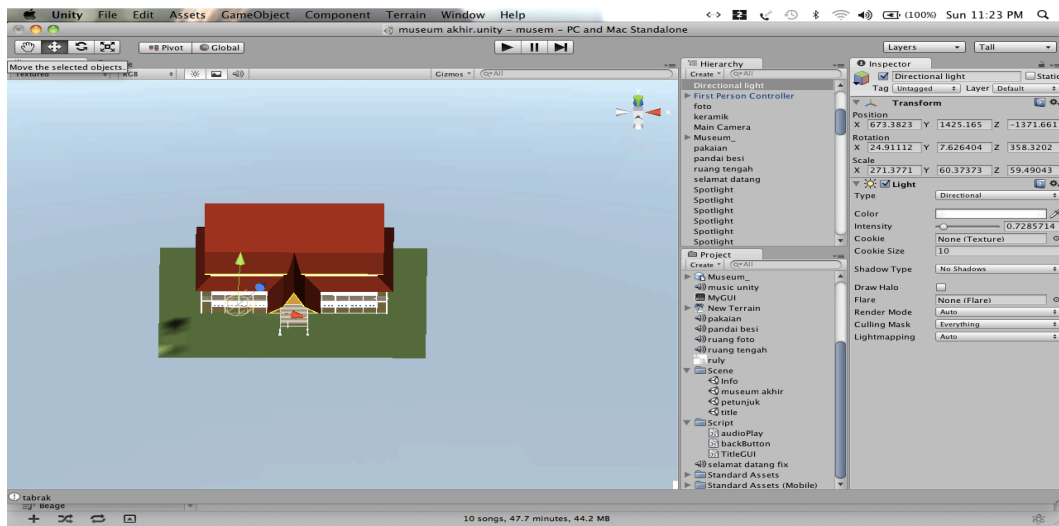 Unity File Edit Assets GameObject Component Terrain Window Help (100%) Sun 11:23 PM
museum akhir.unity - musem - PC and Mac Standalone
Pivot Global Layers Tall
Move the selected objects.
Textured RGB Gizmos QrAll
Hierarchy
Create QrAll
Directional light
First Person Controller
foto
keramik
Main Camera
Museum_
pakaian
pandai besi
ruang tengah
selamat datang
Spotlight
Spotlight
Spotlight
Spotlight
Spotlight
Project
Create QrAll
Museum_
music unity
MyGUI
New Terrain
pakaian
pandai besi
ruang foto
ruang tengah
ruly
Scene
Info
museum akhir
petunjuk
title
Script
audioPlay
backButton
TitleGUI
selamat datang fix
Standard Assets
Standard Assets (Mobile)
Inspector
Directional light Static
Tag Untagged Layer Default
Transform
Position
X 673.3823 Y 1425.165 Z -1371.661
Rotation
X 24.91112 Y 7.626404 Z 358.3202
Scale
X 271.3771 Y 60.37373 Z 59.49043
Light
Type Directional
Color
Intensity 0.7285714
Cookie None (Texture)
Cookie Size 10
Shadow Type No Shadows
Draw Halo
Flare None (Flare)
Render Mode Auto
Culling Mask Everything
Lightmapping Auto
tabrak
Beage
10 songs, 47.7 minutes, 44.2 MB